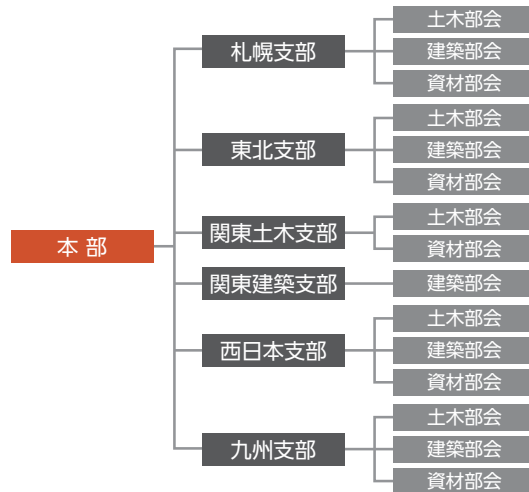 本部
札幌支部
土木部会
建築部会
資材部会
東北支部
土木部会
建築部会
資材部会
関東土木支部
土木部会
資材部会
関東建築支部
建築部会
西日本支部
土木部会
建築部会
資材部会
九州支部
土木部会
建築部会
資材部会